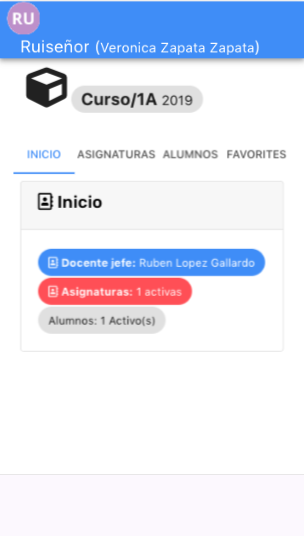 RU
Ruiseñor (Veronica Zapata Zapata)
Curso/1A 2019
INICIO ASIGNATURAS ALUMNOS FAVORITES
Inicio
Docente jefe: Ruben Lopez Gallardo
Asignaturas: 1 activas
Alumnos: 1 Activo(s)